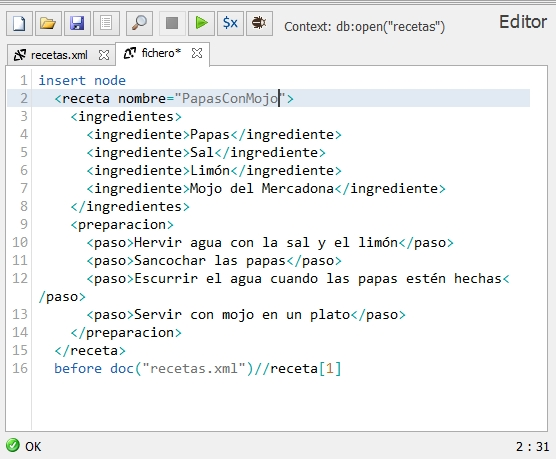 $x Context: db:open("recetas") Editor
recetas.xml fichero*
1 insert node
2 <receta nombre="PapasConMojo">
3 <ingredientes>
4 <ingrediente>Papas</ingrediente>
5 <ingrediente>Sal</ingrediente>
6 <ingrediente>Limón</ingrediente>
7 <ingrediente>Mojo del Mercadona</ingrediente>
8 </ingredientes>
9 <preparacion>
10 <paso>Hervir agua con la sal y el limón</paso>
11 <paso>Sancochar las papas</paso>
12 <paso>Escurrir el agua cuando las papas estén hechas<
/paso>
13 <paso>Servir con mojo en un plato</paso>
14 </preparacion>
15 </receta>
16 before doc("recetas.xml")//receta[1]
OK 2 : 31